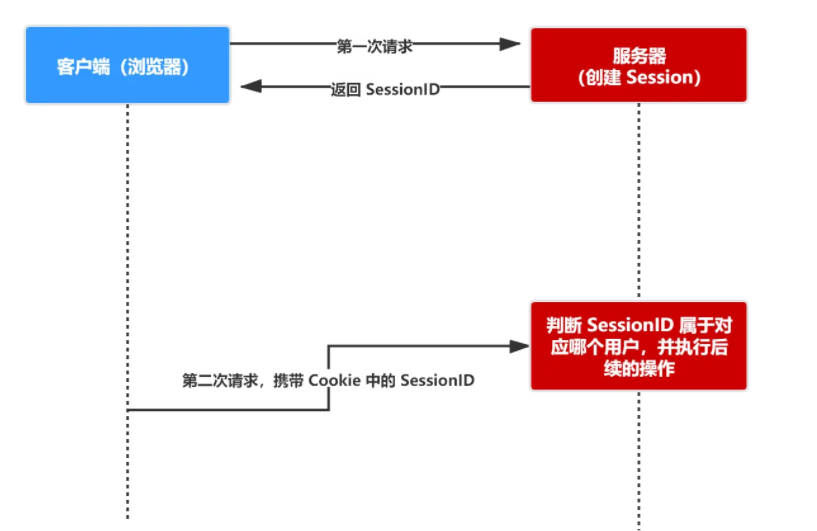 客户端（浏览器）
第一次请求
服务器
（创建 Session）
返回 SessionID
判断 SessionID 属于对
应哪个用户，并执行后
续的操作
第二次请求，携带 Cookie 中的 SessionID